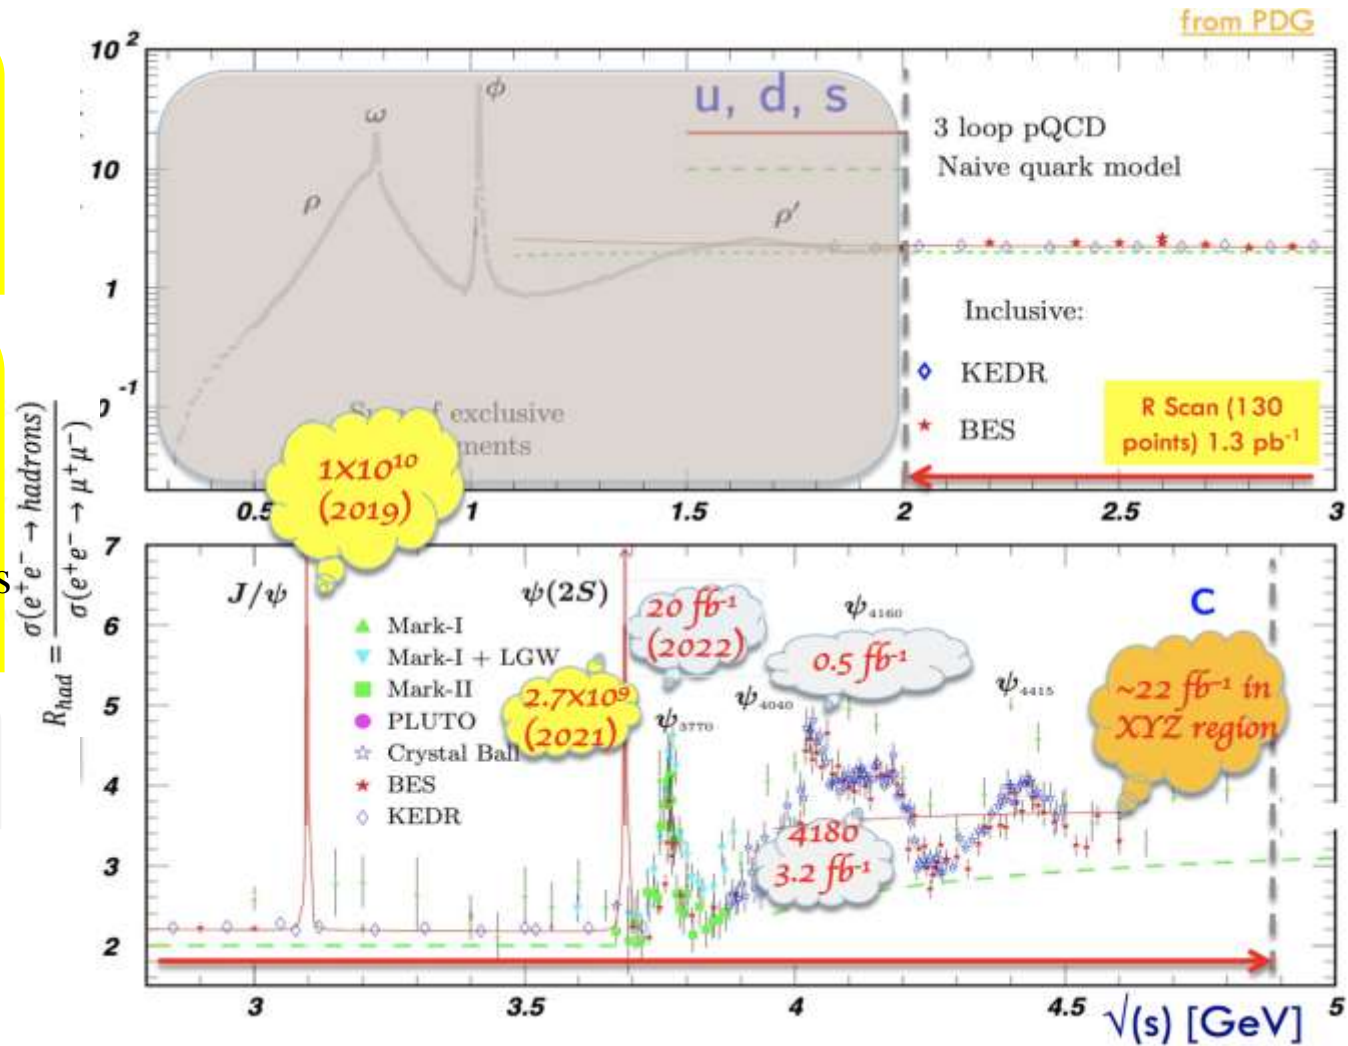 from PDG
10 2
ω
ϕ
u, d, s
3 loop pQCD
Naive quark model
10
ρ
ρ′
1
Inclusive:
KEDR
BES
-1
exclusive
R Scan (130
points) 1.3 pb-1
1X10¹⁰
(2019)
0.5
1
1.5
2
2.5
3
R_had = σ(e⁺e⁻ → hadrons) / σ(e⁺e⁻ → μ⁺μ⁻)
s
7
J/ψ
ψ(2S)
20 fb-1
(2022)
ψ4160
C
6
Mark-I
Mark-I + LGW
0.5 fb-1
Mark-II
2.7X10⁹
(2021)
ψ4040
ψ4415
~22 fb-1 in
XYZ region
5
PLUTO
ψ3770
Crystal Ball
4
BES
KEDR
4180
3.2 fb-1
3
2
3
3.5
4
4.5
5
√(s) [GeV]